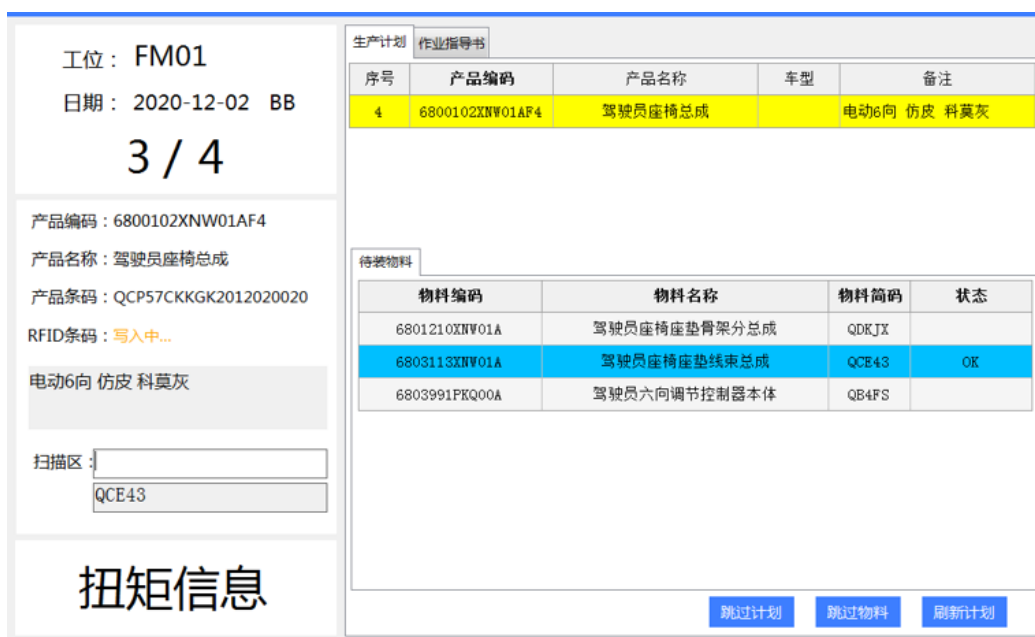 工位： FM01
日期： 2020-12-02 BB
3 / 4
产品编码：6800102XNW01AF4
产品名称：驾驶员座椅总成
产品条码：QCP57CKKGK2012020020
RFID条码：写入中...
电动6向 仿皮 科莫灰
扫描区：
QCE43
扭矩信息
生产计划 作业指导书
序号 产品编码 产品名称 车型 备注
4 6800102XNW01AF4 驾驶员座椅总成 电动6向 仿皮 科莫灰
待装物料
物料编码 物料名称 物料简码 状态
6801210XNW01A 驾驶员座椅座垫骨架分总成 QDKJX
6803113XNW01A 驾驶员座椅座垫线束总成 QCE43 OK
6803991PKQ00A 驾驶员六向调节控制器本体 QB4FS
跳过计划 跳过物料 刷新计划